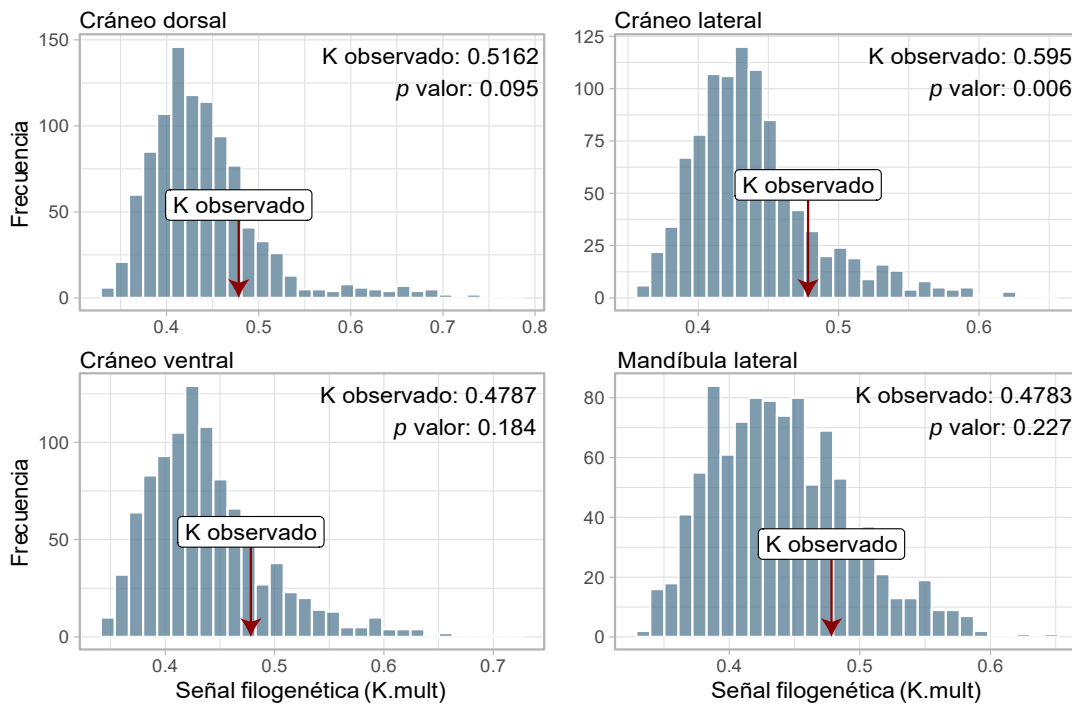 Cráneo dorsal
K observado: 0.5162
p valor: 0.095
K observado
Frecuencia
150
100
50
0
0.4
0.5
0.6
0.7
0.8
Cráneo lateral
K observado: 0.595
p valor: 0.006
K observado
125
100
75
50
25
0
0.4
0.5
0.6
Cráneo ventral
K observado: 0.4787
p valor: 0.184
K observado
Frecuencia
100
50
0
0.4
0.5
0.6
0.7
Señal filogenética (K.mult)
Mandíbula lateral
K observado: 0.4783
p valor: 0.227
K observado
80
60
40
20
0
0.4
0.5
0.6
Señal filogenética (K.mult)